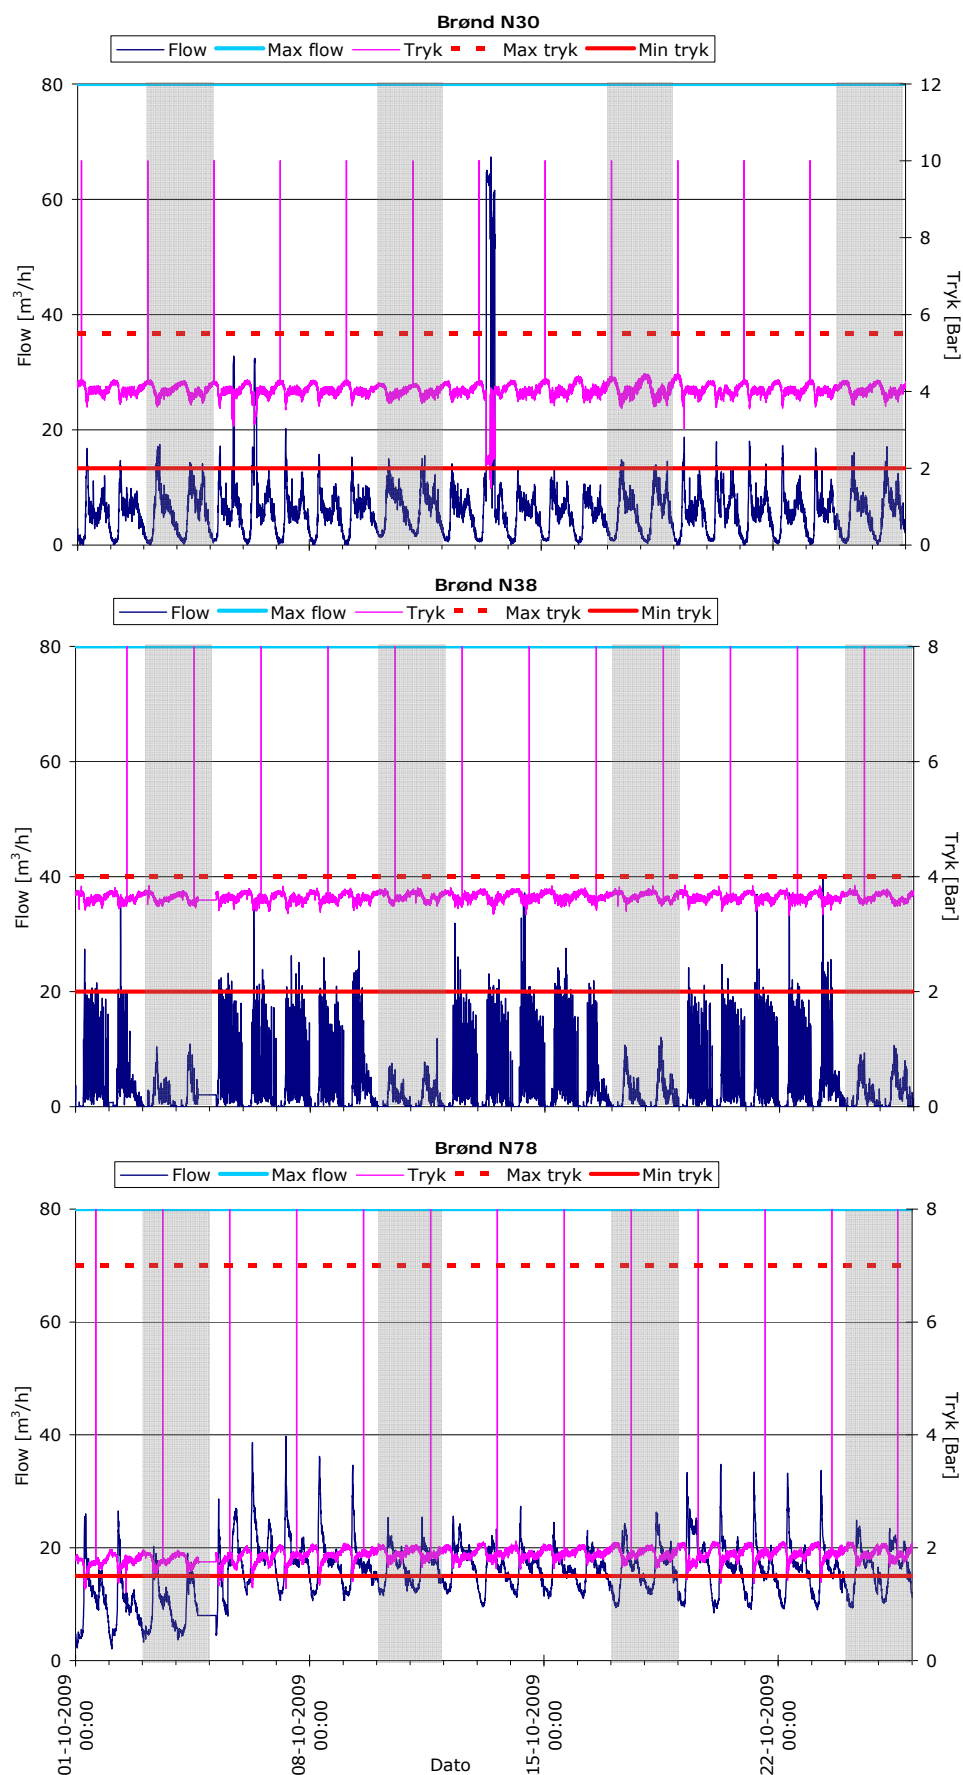 Brønd N30
Flow Max flow Tryk Max tryk Min tryk
80 12
10
60
8
40 6
4
20
2
0 0
Flow [m³/h]
Tryk [Bar]
Brønd N38
Flow Max flow Tryk Max tryk Min tryk
80 8
60 6
40 4
20 2
0 0
Flow [m³/h]
Tryk [Bar]
Brønd N78
Flow Max flow Tryk Max tryk Min tryk
80 8
60 6
40 4
20 2
0 0
Flow [m³/h]
Tryk [Bar]
01-10-2009
00:00
08-10-2009
00:00
15-10-2009
00:00
22-10-2009
00:00
Dato